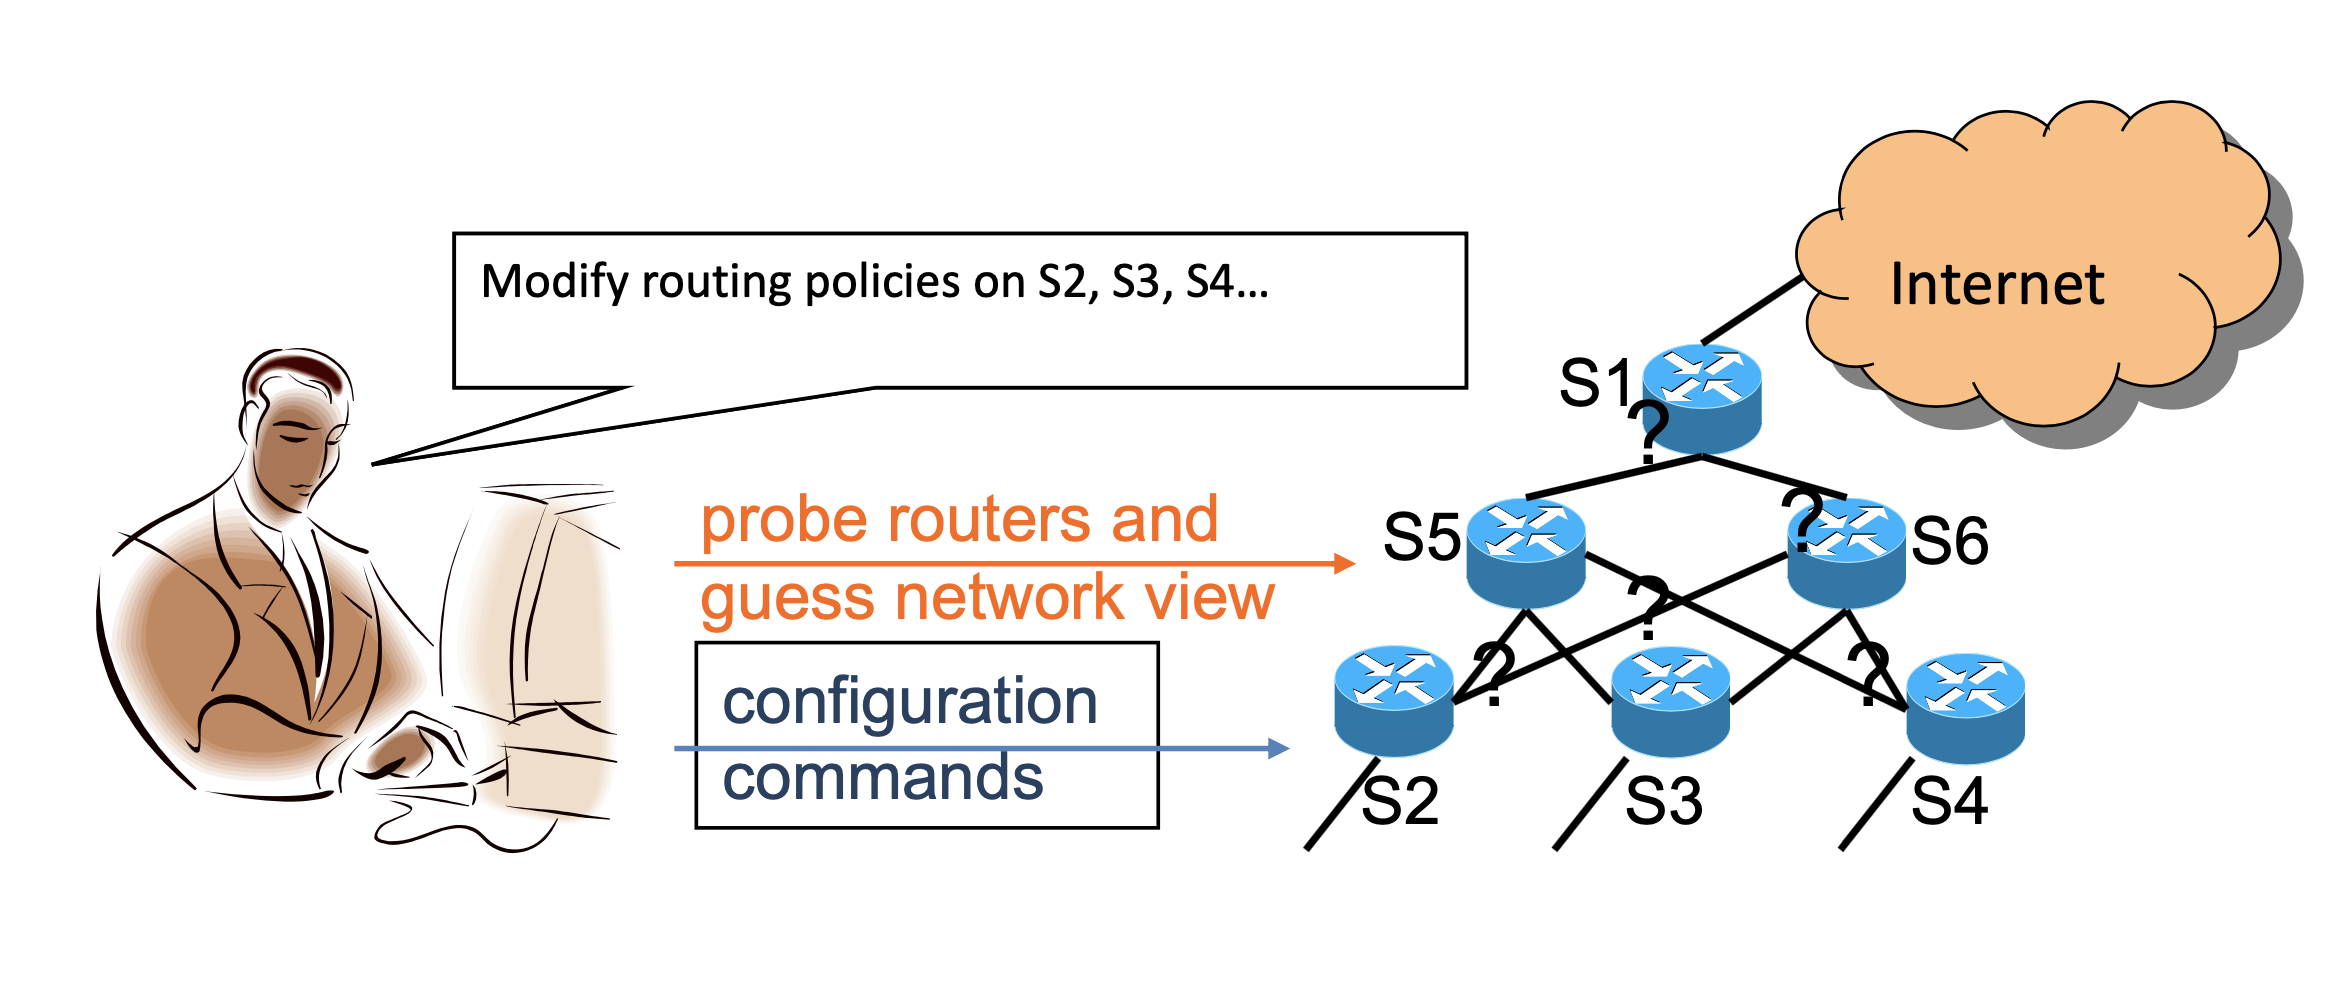 Modify routing policies on S2, S3, S4…
Internet
S1
?
probe routers and
guess network view
S5
?
S6
?
configuration
commands
?
?
S2
S3
S4